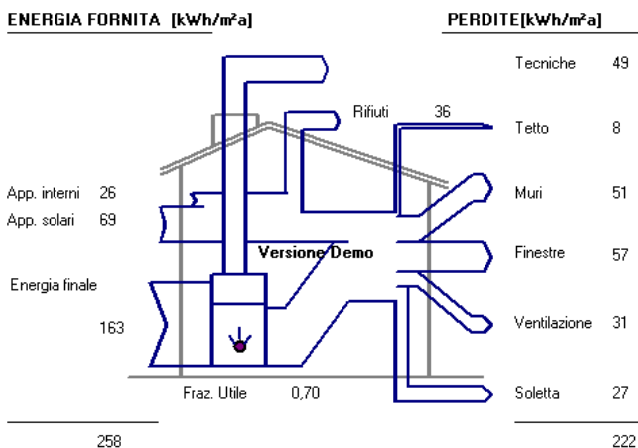 ENERGIA FORNITA [kWh/m²a]
PERDITE[kWh/m²a]
Tecniche 49
Rifiuti 36
Tetto 8
App. interni 26
Muri 51
App. solari 69
Versione Demo
Finestre 57
Energia finale
163
Ventilazione 31
Fraz. Utile 0,70
Soletta 27
258
222